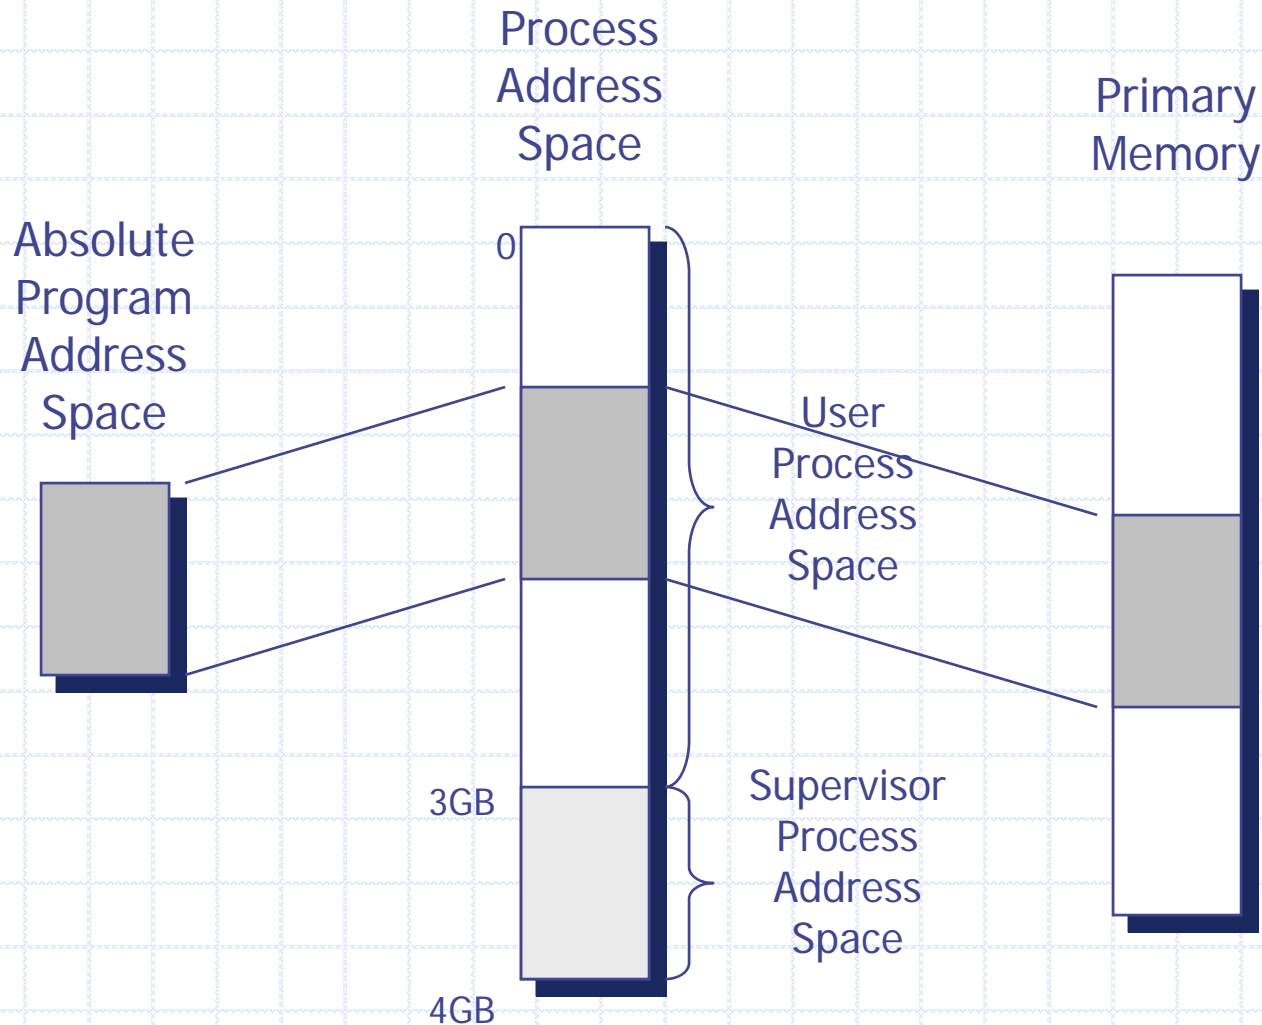 Process
Address
Space
Primary
Memory
Absolute
Program
Address
Space
0
User
Process
Address
Space
3GB
Supervisor
Process
Address
Space
4GB